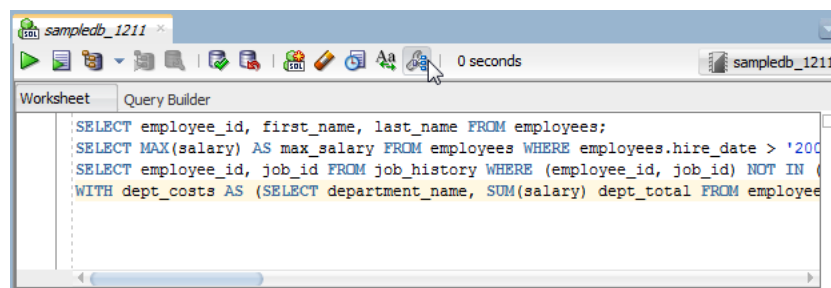 sampledb_1211
0 seconds
sampledb_1211
Worksheet
Query Builder
SELECT employee_id, first_name, last_name FROM employees;
SELECT MAX(salary) AS max_salary FROM employees WHERE employees.hire_date > '200
SELECT employee_id, job_id FROM job_history WHERE (employee_id, job_id) NOT IN (
WITH dept_costs AS (SELECT department_name, SUM(salary) dept_total FROM employee